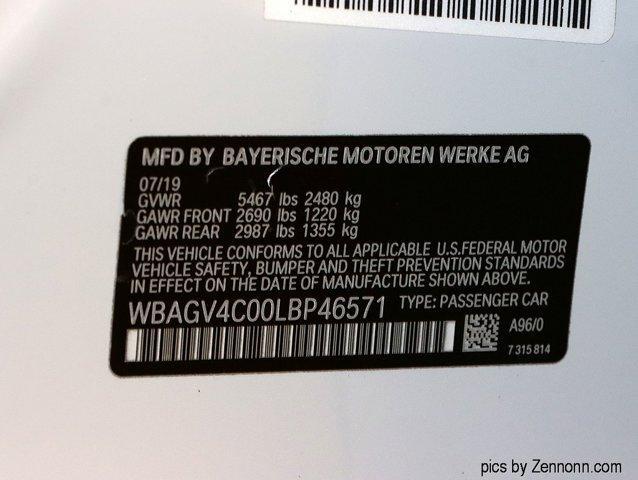 MFD BY BAYERISCHE MOTOREN WERKE AG
07/19
GVWR 5467 lbs 2480 kg
GAWR FRONT 2690 lbs 1220 kg
GAWR REAR 2987 lbs 1355 kg
THIS VEHICLE CONFORMS TO ALL APPLICABLE U.S.FEDERAL MOTOR
VEHICLE SAFETY, BUMPER AND THEFT PREVENTION STANDARDS
IN EFFECT ON THE DATE OF MANUFACTURE SHOWN ABOVE.
WBAGV4C00LBP46571 TYPE: PASSENGER CAR
A96/0
7 315 814
pics by Zennonn.com